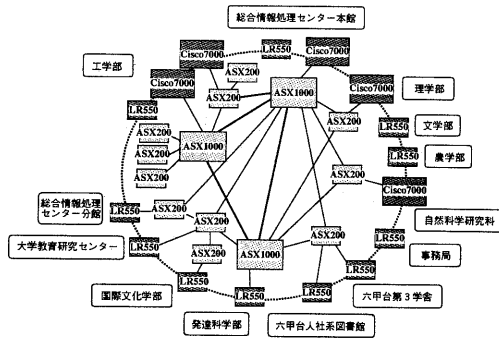 総合情報処理センター本館
LR550
Cisco7000
Cisco7000
工学部
Cisco7000
ASX200
ASX1000
Cisco7000
理学部
ASX200
LR550
ASX200
文学部
LR550
ASX200
ASX1000
LR550
農学部
ASX200
ASX200
ASX200
Cisco7000
総合情報処理
センター分館
LR550
ASX200
ASX200
自然科学研究科
大学教育研究センター
LR550
ASX200
ASX1000
ASX200
LR550
事務局
国際文化学部
LR550
LR550
LR550
LR550
六甲台第3学舎
発達科学部
六甲台人社系図書館